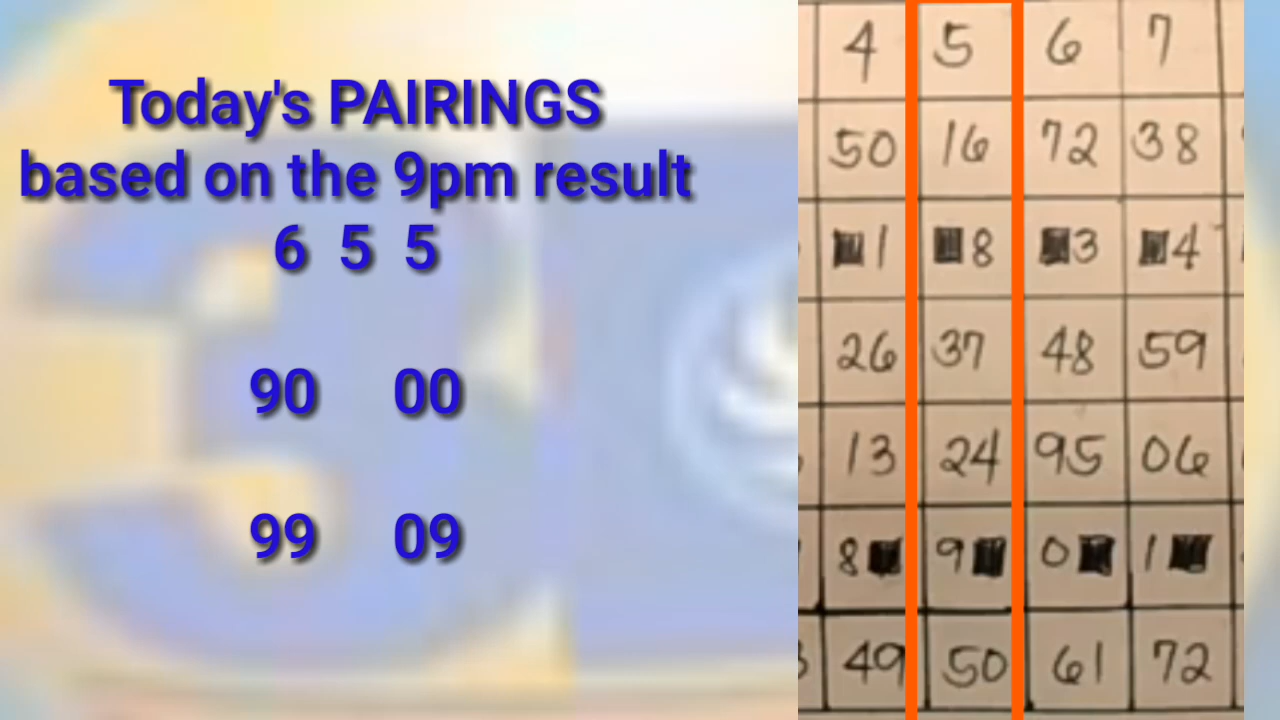 Today's PAIRINGS
based on the 9pm result
6 5 5
90 00
99 09
4 5 6 7
50 16 72 38
1 8 3 4
26 37 48 59
13 24 95 06
8 9 0 1
49 50 61 72